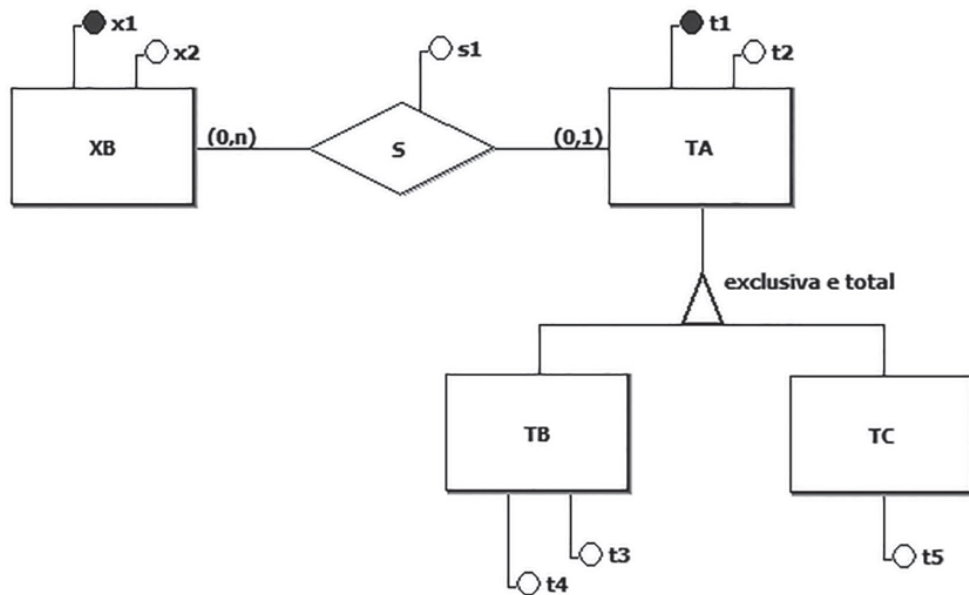 x1
x2
s1
t1
t2
XB
(0,n)
S
(0,1)
TA
exclusiva e total
TB
TC
t3
t4
t5